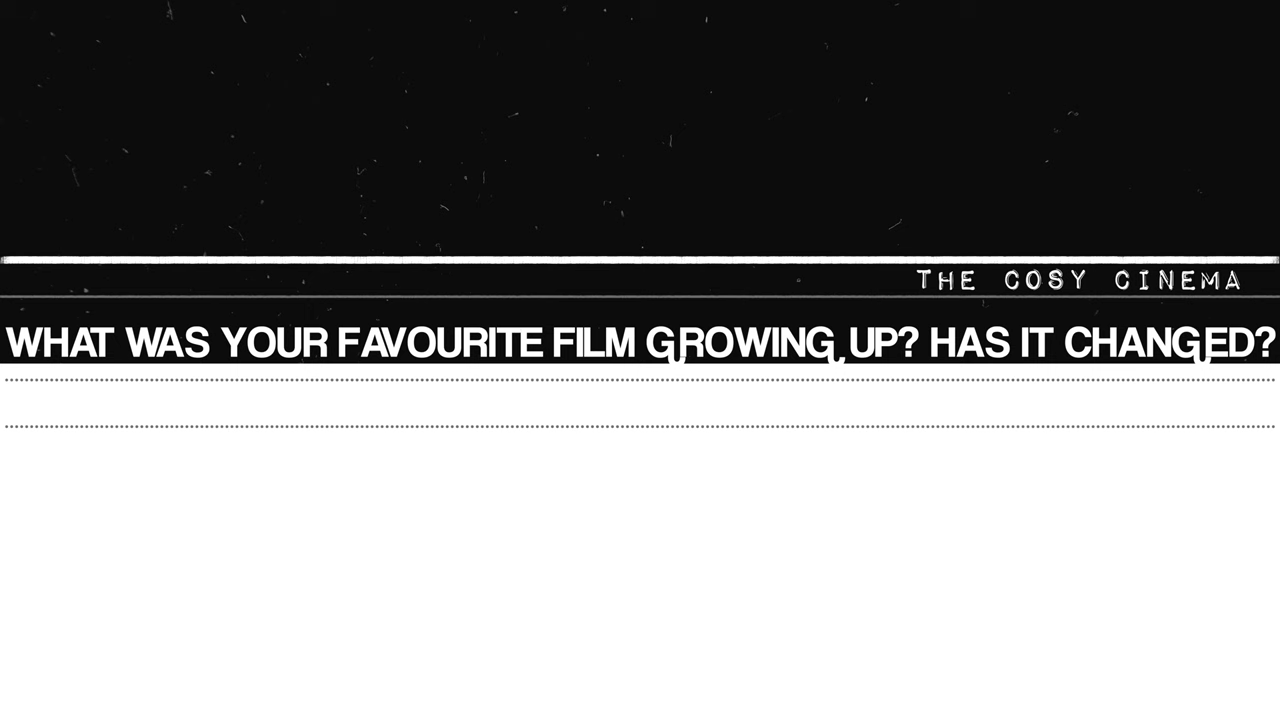 THE COSY CINEMA
WHAT WAS YOUR FAVOURITE FILM GROWING UP? HAS IT CHANGED?